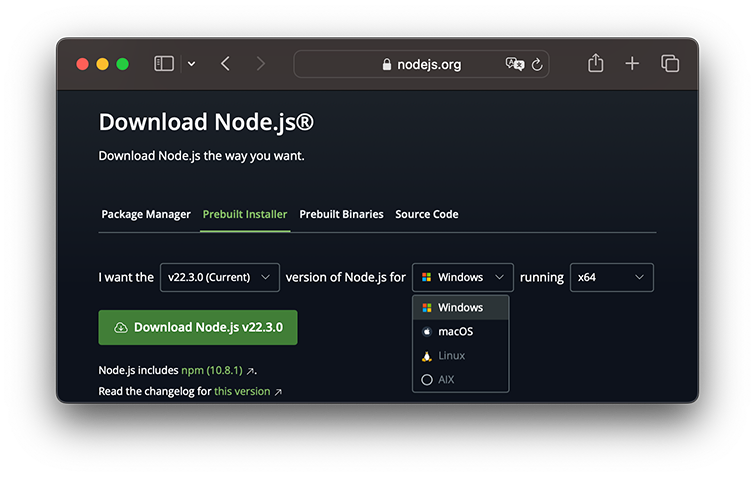 nodejs.org
Download Node.js®
Download Node.js the way you want.
Package Manager Prebuilt Installer Prebuilt Binaries Source Code
I want the v22.3.0 (Current) version of Node.js for Windows running x64
Windows
Download Node.js v22.3.0
macOS
Linux
Node.js includes npm (10.8.1) ↗.
AIX
Read the changelog for this version ↗